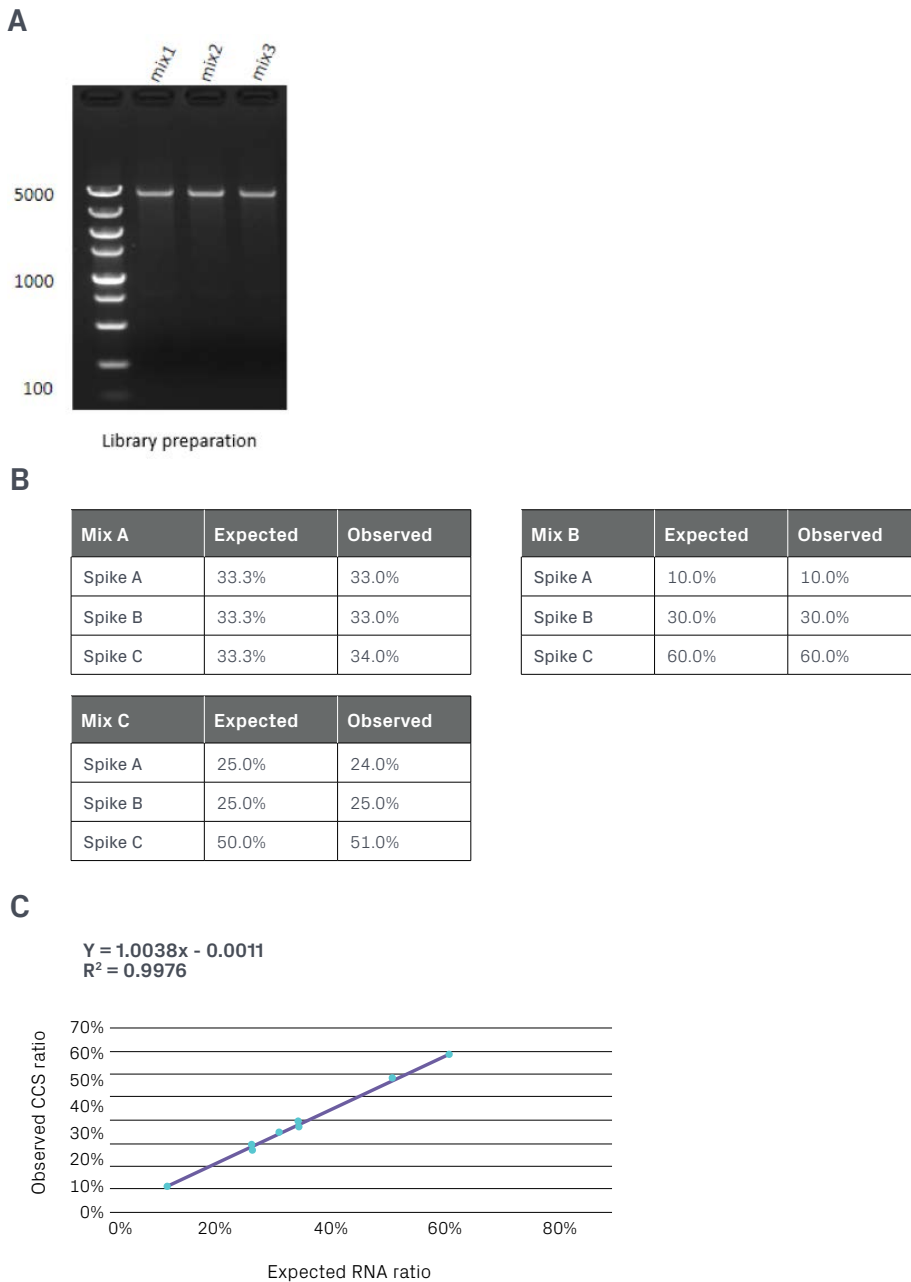 A
mix1 mix2 mix3
5000
1000
100
Library preparation
B
Mix A Expected Observed
Spike A 33.3% 33.0%
Spike B 33.3% 33.0%
Spike C 33.3% 34.0%
Mix B Expected Observed
Spike A 10.0% 10.0%
Spike B 30.0% 30.0%
Spike C 60.0% 60.0%
Mix C Expected Observed
Spike A 25.0% 24.0%
Spike B 25.0% 25.0%
Spike C 50.0% 51.0%
C
Y = 1.0038x - 0.0011
R² = 0.9976
Observed CCS ratio
70%
60%
50%
40%
30%
20%
10%
0%
0% 20% 40% 60% 80%
Expected RNA ratio